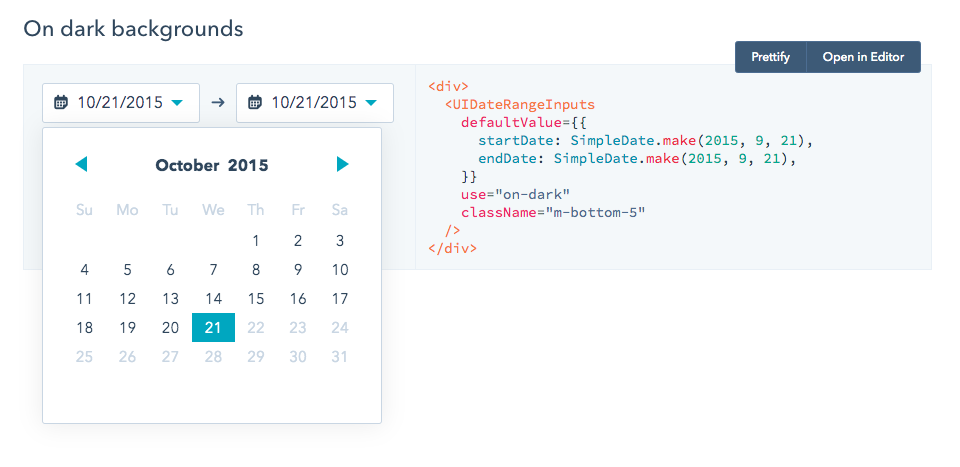 On dark backgrounds
Prettify Open in Editor
10/21/2015 → 10/21/2015
October 2015
Su Mo Tu We Th Fr Sa
1 2 3
4 5 6 7 8 9 10
11 12 13 14 15 16 17
18 19 20 21 22 23 24
25 26 27 28 29 30 31
<div>
  <UIDateRangeInputs
    defaultValue={{
      startDate: SimpleDate.make(2015, 9, 21),
      endDate: SimpleDate.make(2015, 9, 21),
    }}
    use="on-dark"
    className="m-bottom-5"
  />
</div>